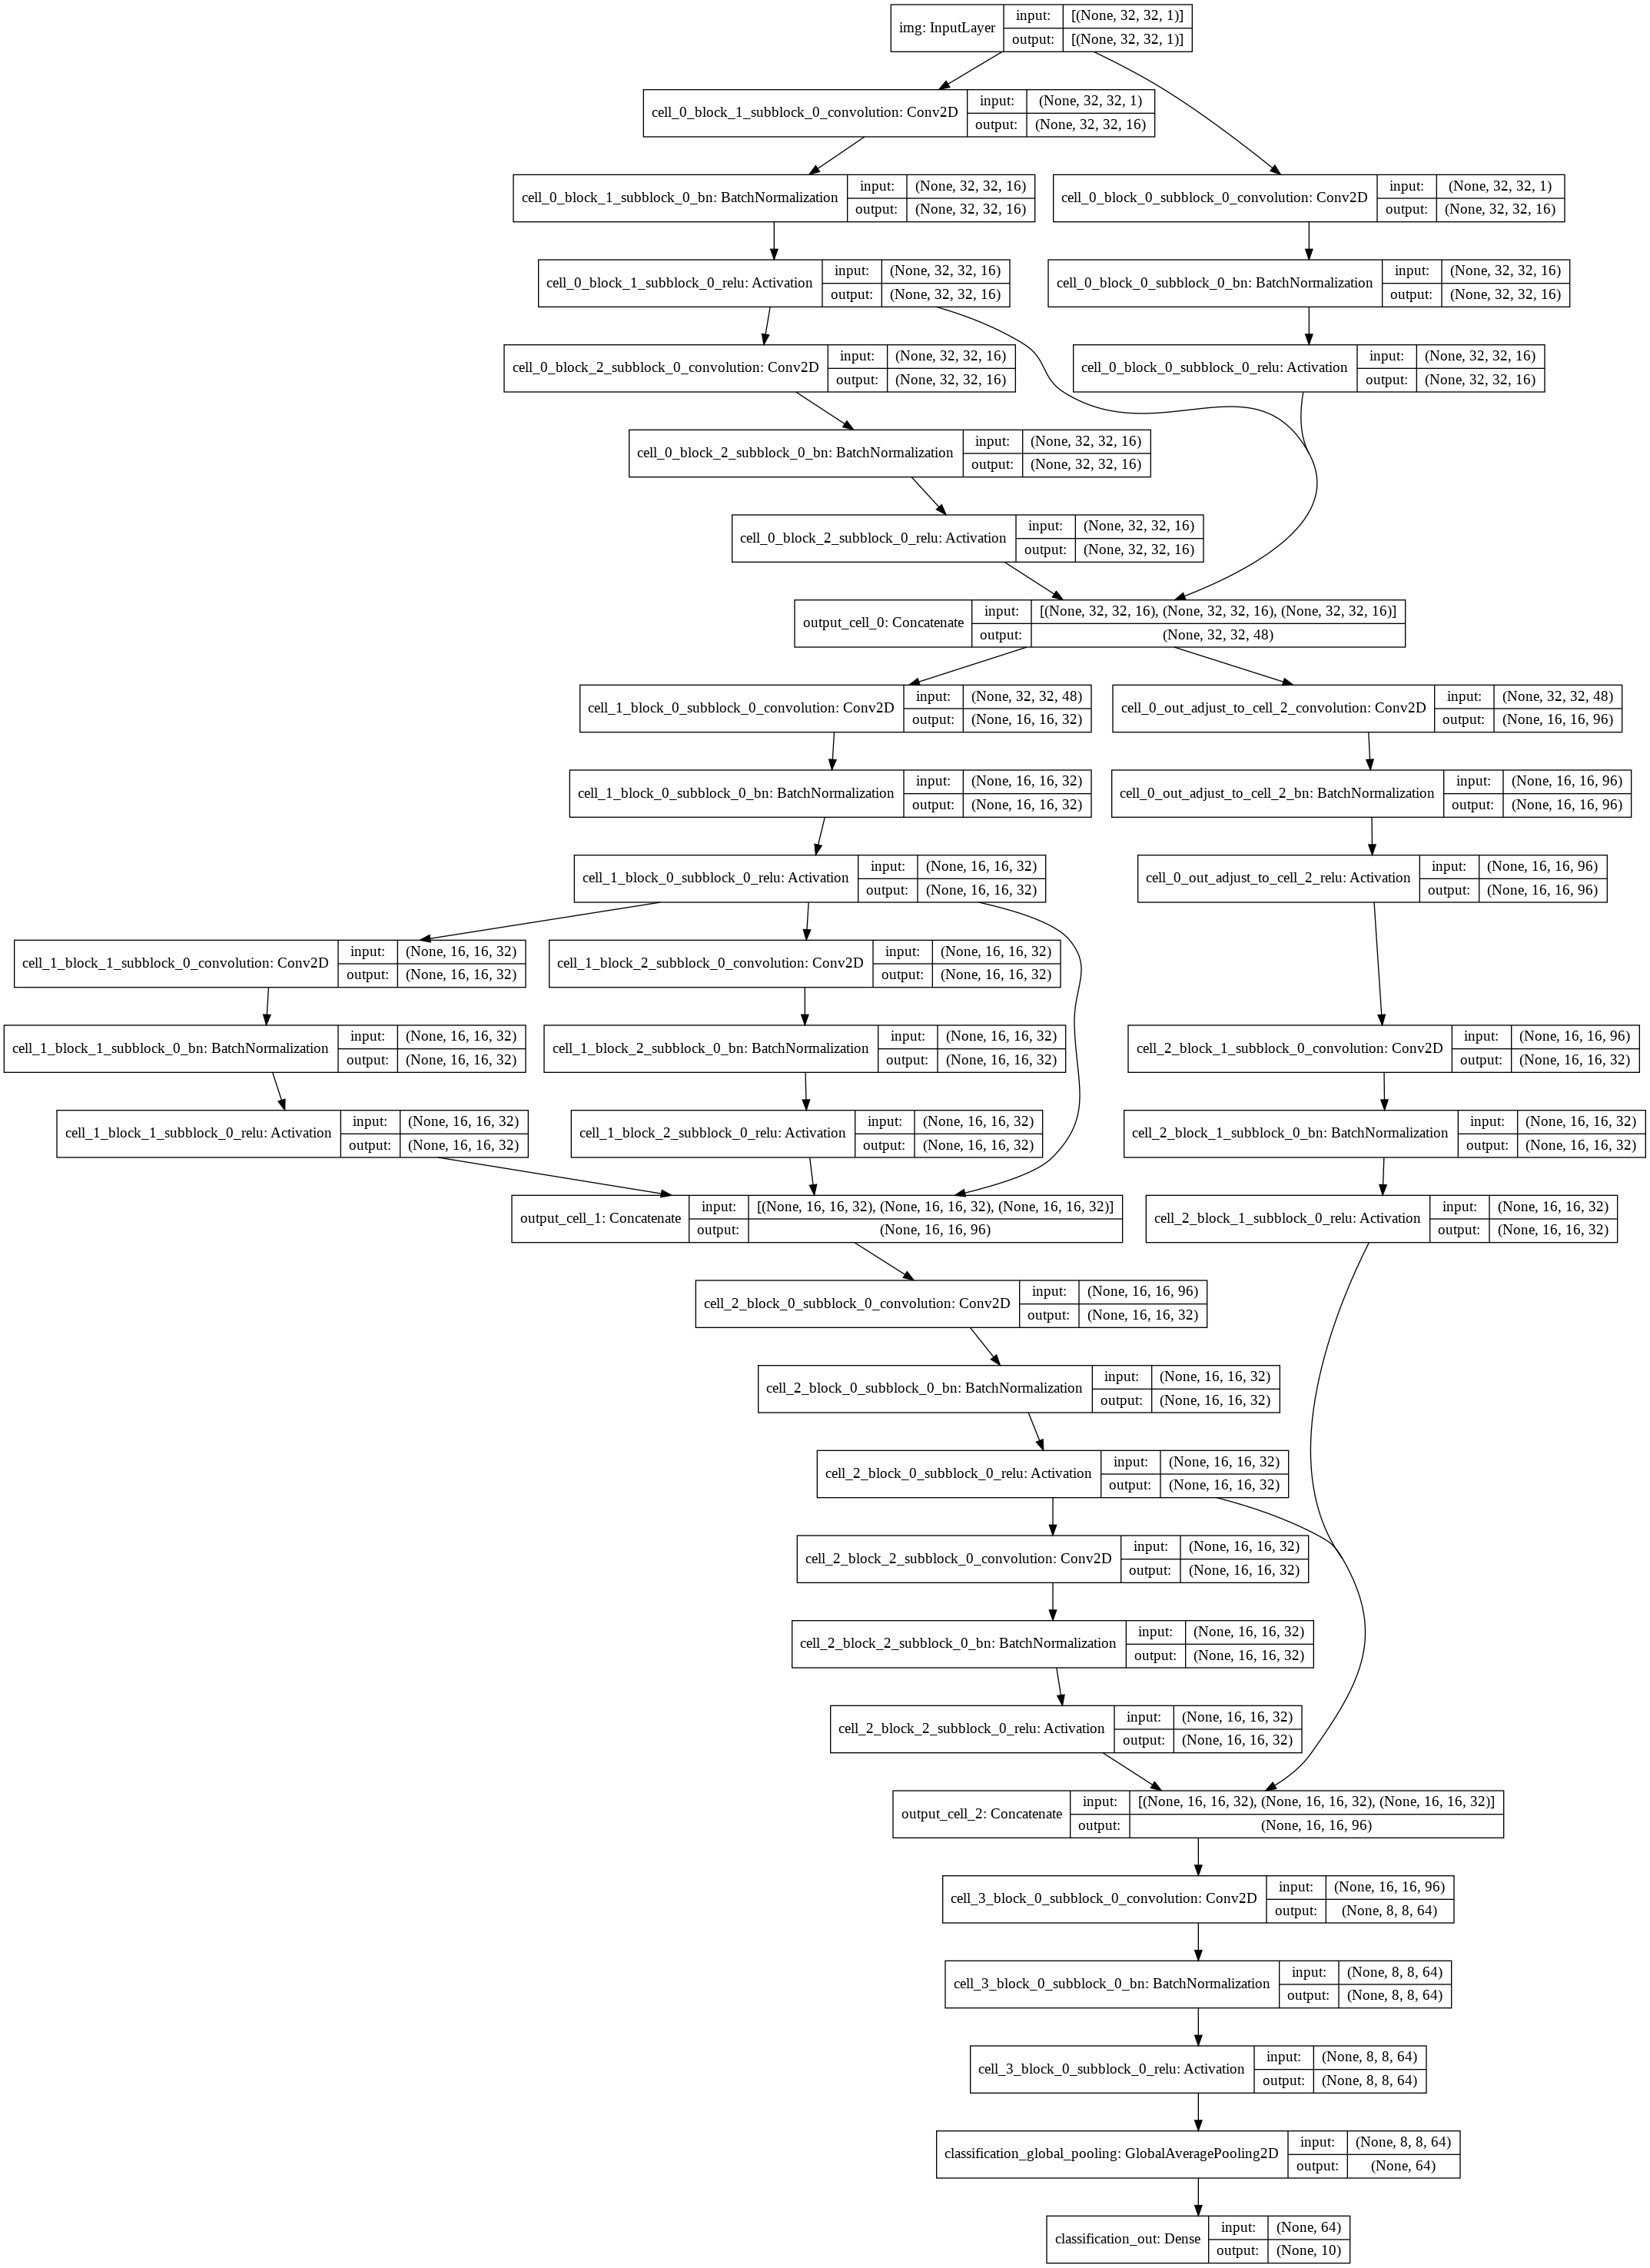 img: InputLayer
input:
[(None, 32, 32, 1)]
output:
[(None, 32, 32, 1)]
cell_0_block_1_subblock_0_convolution: Conv2D
input:
(None, 32, 32, 1)
output:
(None, 32, 32, 16)
cell_0_block_1_subblock_0_bn: BatchNormalization
input:
(None, 32, 32, 16)
output:
(None, 32, 32, 16)
cell_0_block_0_subblock_0_convolution: Conv2D
input:
(None, 32, 32, 1)
output:
(None, 32, 32, 16)
cell_0_block_1_subblock_0_relu: Activation
input:
(None, 32, 32, 16)
output:
(None, 32, 32, 16)
cell_0_block_0_subblock_0_bn: BatchNormalization
input:
(None, 32, 32, 16)
output:
(None, 32, 32, 16)
cell_0_block_2_subblock_0_convolution: Conv2D
input:
(None, 32, 32, 16)
output:
(None, 32, 32, 16)
cell_0_block_0_subblock_0_relu: Activation
input:
(None, 32, 32, 16)
output:
(None, 32, 32, 16)
cell_0_block_2_subblock_0_bn: BatchNormalization
input:
(None, 32, 32, 16)
output:
(None, 32, 32, 16)
cell_0_block_2_subblock_0_relu: Activation
input:
(None, 32, 32, 16)
output:
(None, 32, 32, 16)
output_cell_0: Concatenate
input:
[(None, 32, 32, 16), (None, 32, 32, 16), (None, 32, 32, 16)]
output:
(None, 32, 32, 48)
cell_1_block_0_subblock_0_convolution: Conv2D
input:
(None, 32, 32, 48)
output:
(None, 16, 16, 32)
cell_0_out_adjust_to_cell_2_convolution: Conv2D
input:
(None, 32, 32, 48)
output:
(None, 16, 16, 96)
cell_1_block_0_subblock_0_bn: BatchNormalization
input:
(None, 16, 16, 32)
output:
(None, 16, 16, 32)
cell_0_out_adjust_to_cell_2_bn: BatchNormalization
input:
(None, 16, 16, 96)
output:
(None, 16, 16, 96)
cell_1_block_0_subblock_0_relu: Activation
input:
(None, 16, 16, 32)
output:
(None, 16, 16, 32)
cell_0_out_adjust_to_cell_2_relu: Activation
input:
(None, 16, 16, 96)
output:
(None, 16, 16, 96)
cell_1_block_1_subblock_0_convolution: Conv2D
input:
(None, 16, 16, 32)
output:
(None, 16, 16, 32)
cell_1_block_2_subblock_0_convolution: Conv2D
input:
(None, 16, 16, 32)
output:
(None, 16, 16, 32)
cell_1_block_1_subblock_0_bn: BatchNormalization
input:
(None, 16, 16, 32)
output:
(None, 16, 16, 32)
cell_1_block_2_subblock_0_bn: BatchNormalization
input:
(None, 16, 16, 32)
output:
(None, 16, 16, 32)
cell_2_block_1_subblock_0_convolution: Conv2D
input:
(None, 16, 16, 96)
output:
(None, 16, 16, 32)
cell_1_block_1_subblock_0_relu: Activation
input:
(None, 16, 16, 32)
output:
(None, 16, 16, 32)
cell_1_block_2_subblock_0_relu: Activation
input:
(None, 16, 16, 32)
output:
(None, 16, 16, 32)
cell_2_block_1_subblock_0_bn: BatchNormalization
input:
(None, 16, 16, 32)
output:
(None, 16, 16, 32)
output_cell_1: Concatenate
input:
[(None, 16, 16, 32), (None, 16, 16, 32), (None, 16, 16, 32)]
output:
(None, 16, 16, 96)
cell_2_block_1_subblock_0_relu: Activation
input:
(None, 16, 16, 32)
output:
(None, 16, 16, 32)
cell_2_block_0_subblock_0_convolution: Conv2D
input:
(None, 16, 16, 96)
output:
(None, 16, 16, 32)
cell_2_block_0_subblock_0_bn: BatchNormalization
input:
(None, 16, 16, 32)
output:
(None, 16, 16, 32)
cell_2_block_0_subblock_0_relu: Activation
input:
(None, 16, 16, 32)
output:
(None, 16, 16, 32)
cell_2_block_2_subblock_0_convolution: Conv2D
input:
(None, 16, 16, 32)
output:
(None, 16, 16, 32)
cell_2_block_2_subblock_0_bn: BatchNormalization
input:
(None, 16, 16, 32)
output:
(None, 16, 16, 32)
cell_2_block_2_subblock_0_relu: Activation
input:
(None, 16, 16, 32)
output:
(None, 16, 16, 32)
output_cell_2: Concatenate
input:
[(None, 16, 16, 32), (None, 16, 16, 32), (None, 16, 16, 32)]
output:
(None, 16, 16, 96)
cell_3_block_0_subblock_0_convolution: Conv2D
input:
(None, 16, 16, 96)
output:
(None, 8, 8, 64)
cell_3_block_0_subblock_0_bn: BatchNormalization
input:
(None, 8, 8, 64)
output:
(None, 8, 8, 64)
cell_3_block_0_subblock_0_relu: Activation
input:
(None, 8, 8, 64)
output:
(None, 8, 8, 64)
classification_global_pooling: GlobalAveragePooling2D
input:
(None, 8, 8, 64)
output:
(None, 64)
classification_out: Dense
input:
(None, 64)
output:
(None, 10)